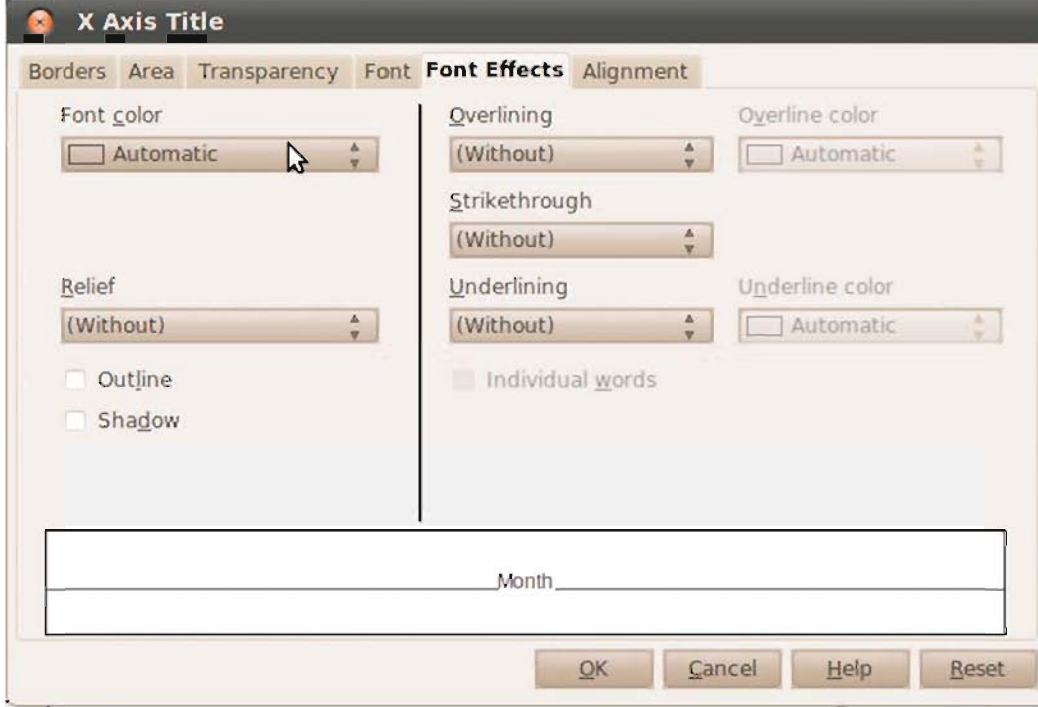 X Axis Title
Borders Area Transparency Font Font Effects Alignment
Font color
Automatic
Relief
(Without)
Outline
Shadow
Overlining
(Without)
Overline color
Automatic
Strikethrough
(Without)
Underlining
(Without)
Underline color
Automatic
Individual words
Month
OK Cancel Help Reset